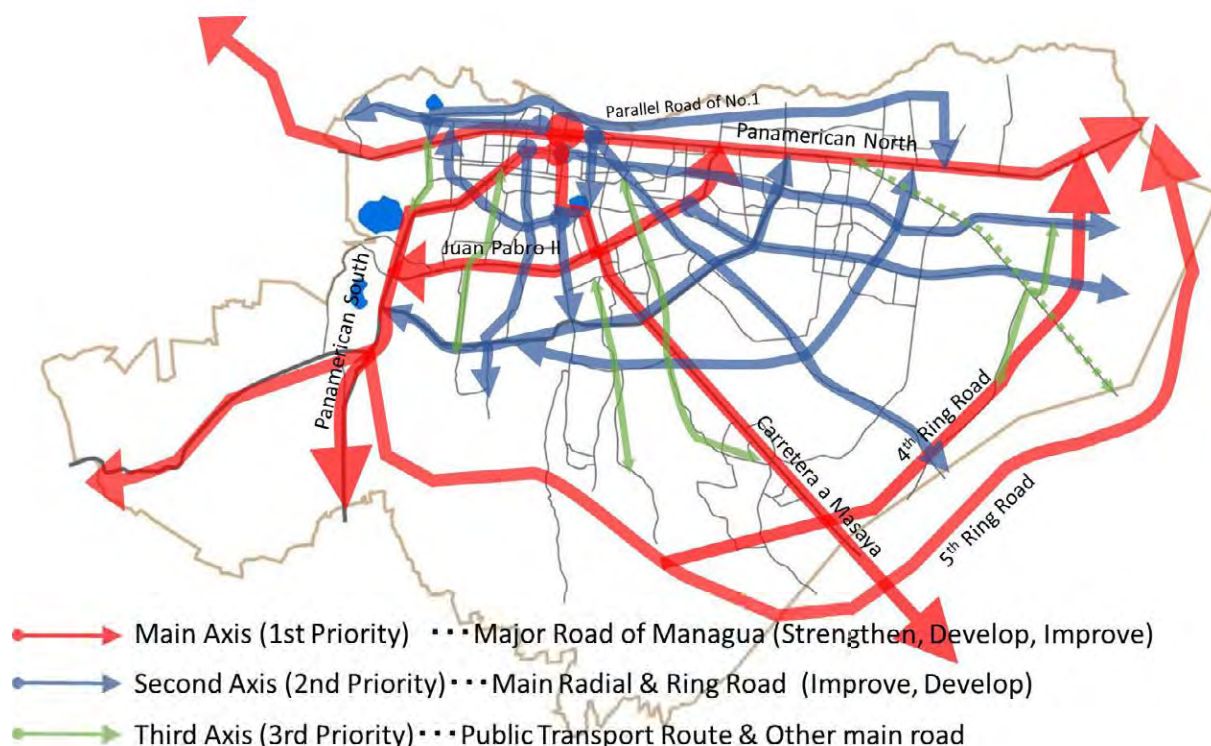 Parallel Road of No.1
Panamerican North
Juan Pabro II
Panamerican South
4th Ring Road
Carretera a Masaya
5th Ring Road
Main Axis (1st Priority) ･･･Major Road of Managua (Strengthen, Develop, Improve)
Second Axis (2nd Priority)･･･Main Radial & Ring Road (Improve, Develop)
Third Axis (3rd Priority)･･･Public Transport Route & Other main road